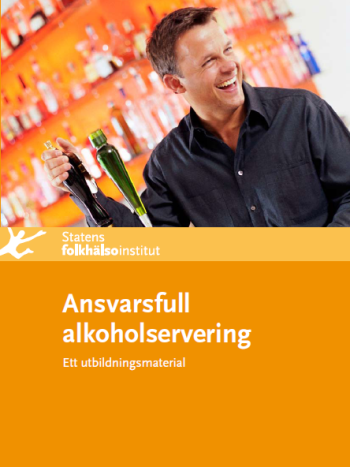 Statens
folkhälsoinstitut
Ansvarsfull
alkoholservering
Ett utbildningsmaterial